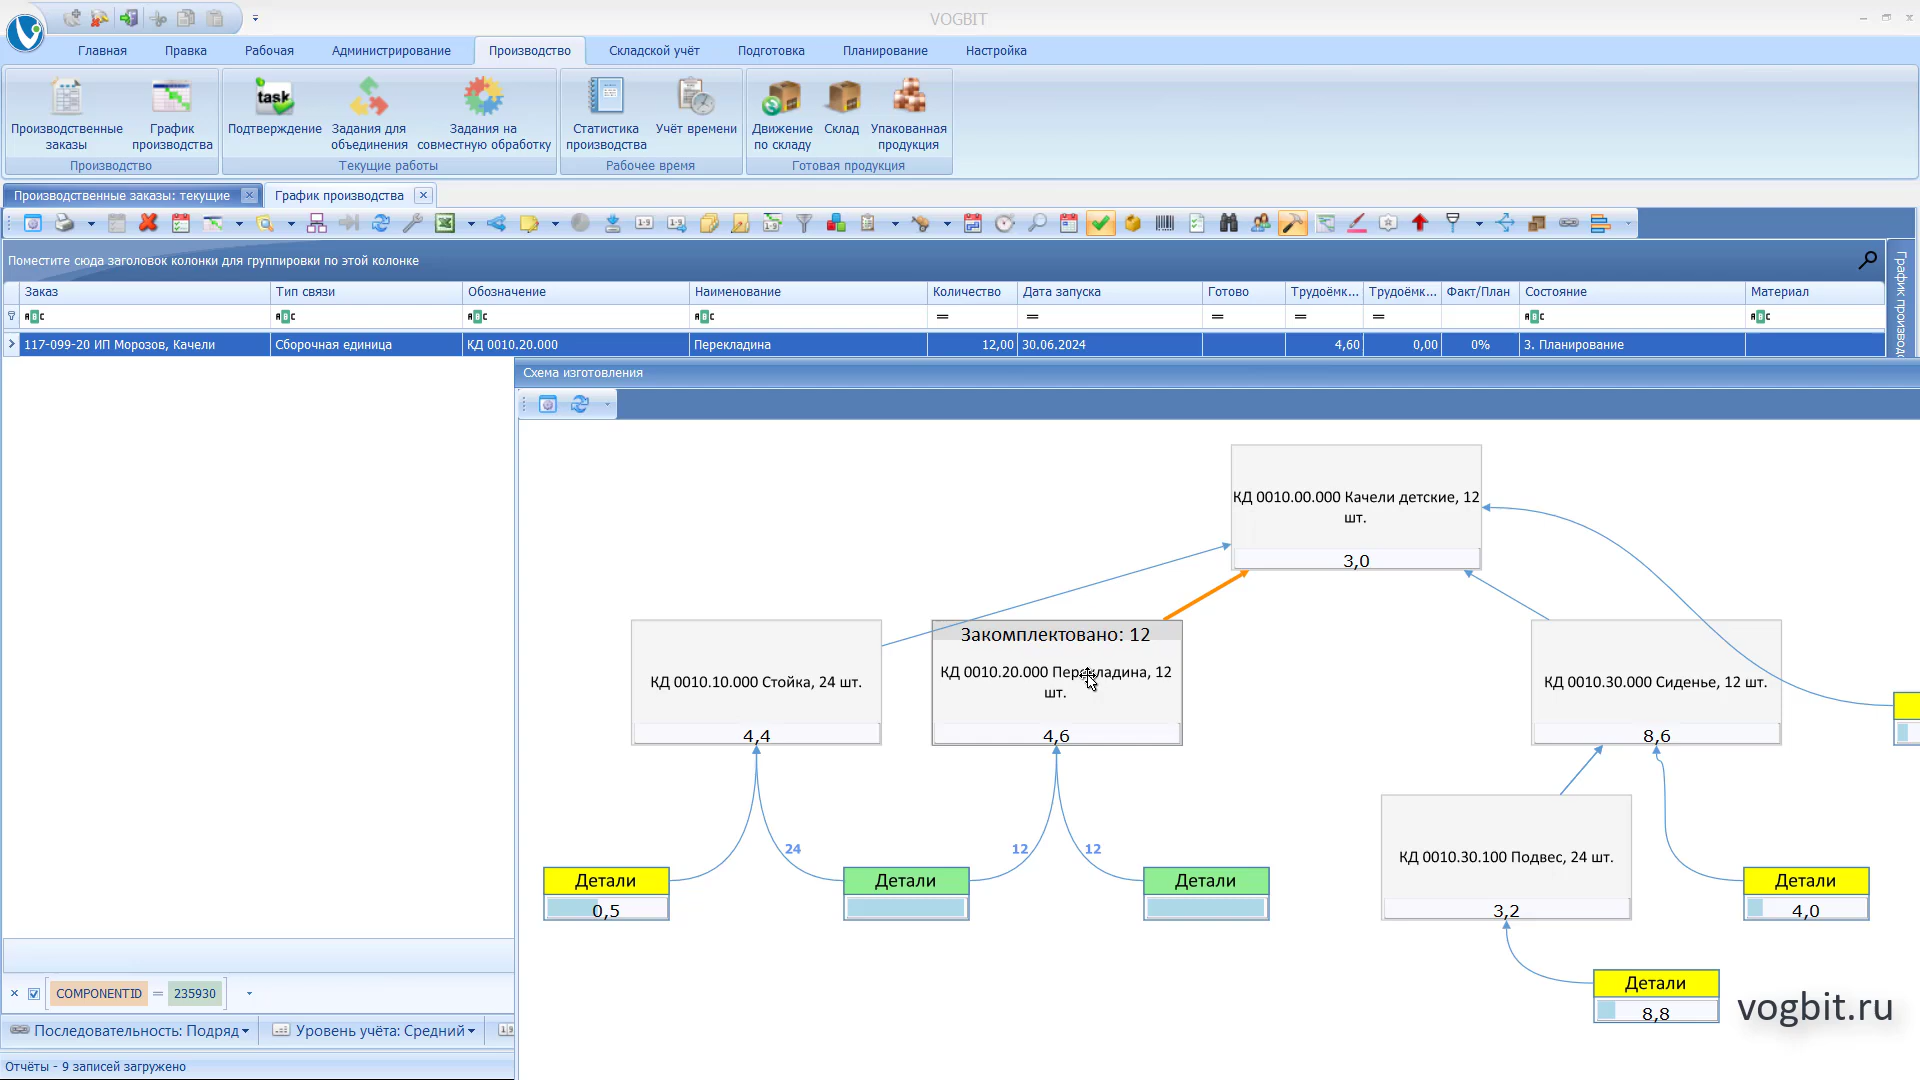 VOGBIT
Главная Правка Рабочая Администрирование Производство Складской учёт Подготовка Планирование Настройка
Производственные заказы
График производства
task
Подтверждение
Задания для объединения
Задания на совместную обработку
Статистика производства
Учёт времени
Движение по складу
Склад
Упакованная продукция
Производство Текущие работы Рабочее время Готовая продукция
Производственные заказы: текущие График производства
Поместите сюда заголовок колонки для группировки по этой колонке
Заказ Тип связи Обозначение Наименование Количество Дата запуска Готово Трудоёмк... Трудоёмк... Факт/План Состояние Материал
117-099-20 ИП Морозов, Качели Сборочная единица КД 0010.20.000 Перекладина 12,00 30.06.2024 4,60 0,00 0% 3. Планирование
Схема изготовления
КД 0010.00.000 Качели детские, 12
шт.
3,0
КД 0010.10.000 Стойка, 24 шт.
4,4
Закомплектовано: 12
КД 0010.20.000 Перекладина, 12
шт.
4,6
КД 0010.30.000 Сиденье, 12 шт.
8,6
24
12
12
КД 0010.30.100 Подвес, 24 шт.
3,2
Детали
0,5
Детали
Детали
Детали
4,0
Детали
8,8
vogbit.ru
COMPONENTID = 235930
Последовательность: Подряд Уровень учёта: Средний
Отчёты - 9 записей загружено